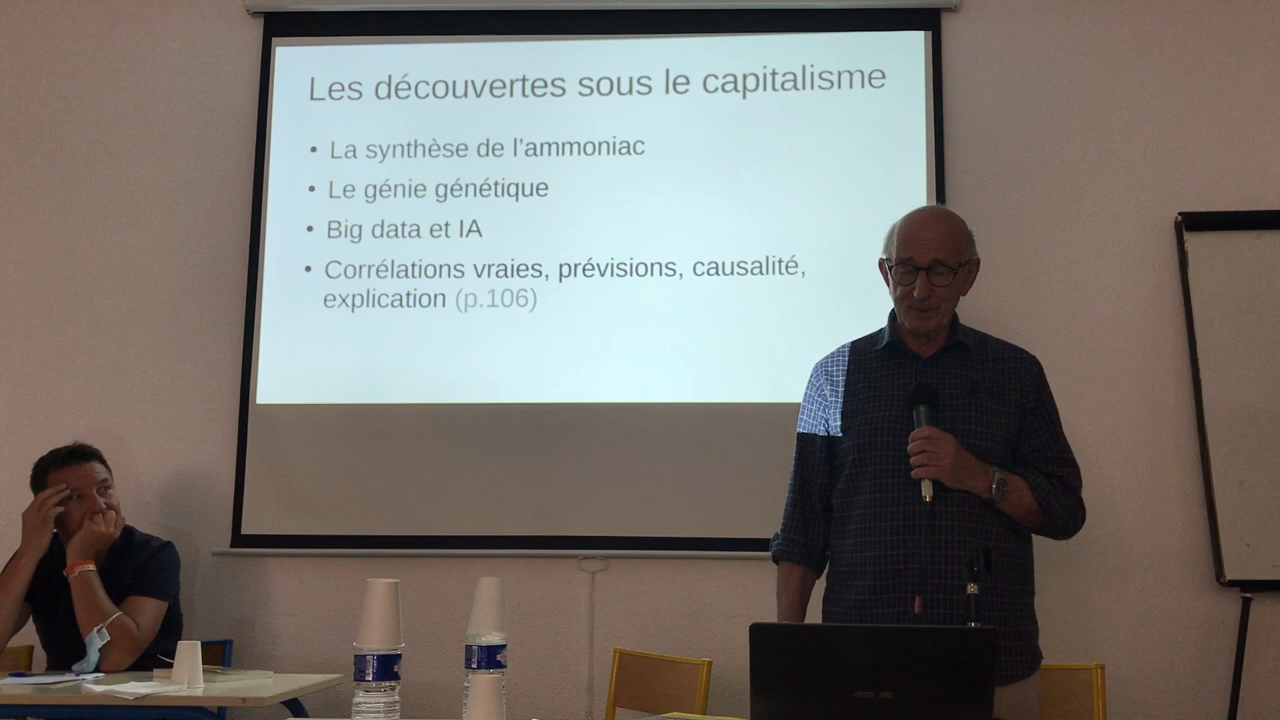 Les découvertes sous le capitalisme
• La synthèse de l'ammoniac
• Le génie génétique
• Big data et IA
• Corrélations vraies, prévisions, causalité,
explication (p.106)